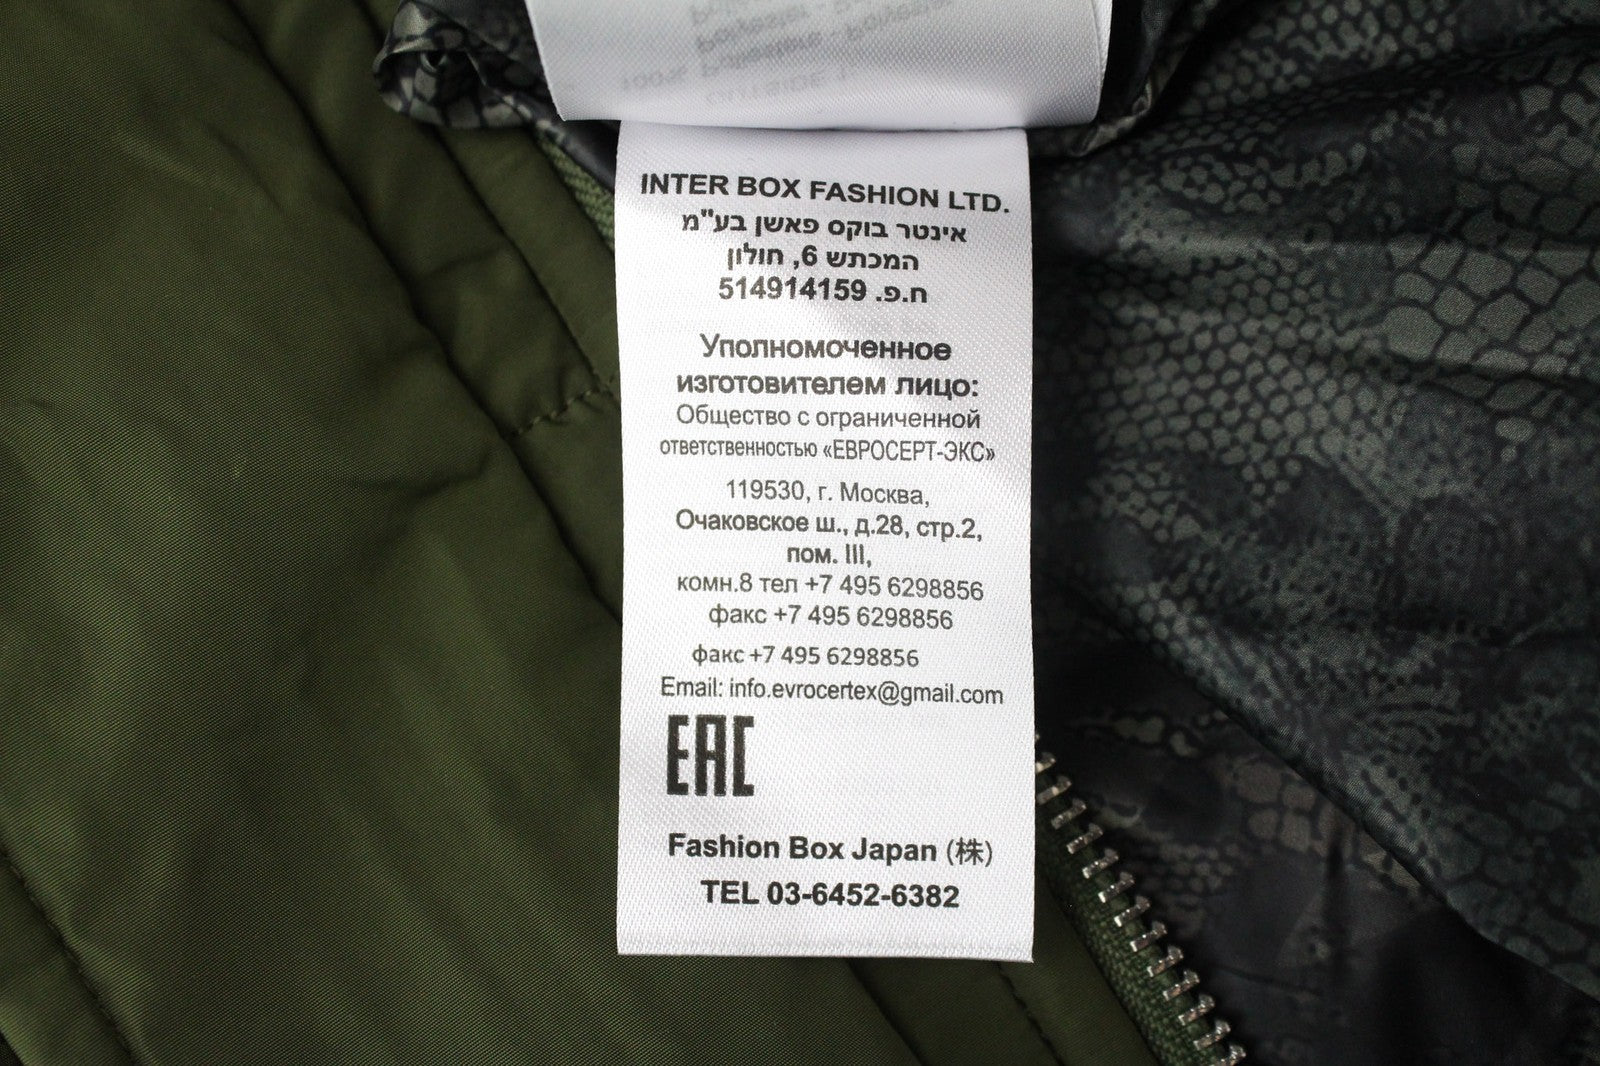 INTER BOX FASHION LTD.
אינטר בוקס פאשן בע"מ
המכתש 6, חולון
ח.פ. 514914159
Уполномоченное
изготовителем лицо:
Общество с ограниченной
ответственностью «ЕВРОСЕРТ-ЭКС»
119530, г. Москва,
Очаковское ш., д.28, стр.2,
пом. III,
комн.8 тел +7 495 6298856
факс +7 495 6298856
факс +7 495 6298856
Email: info.evrocertex@gmail.com
EAC
Fashion Box Japan (株)
TEL 03-6452-6382